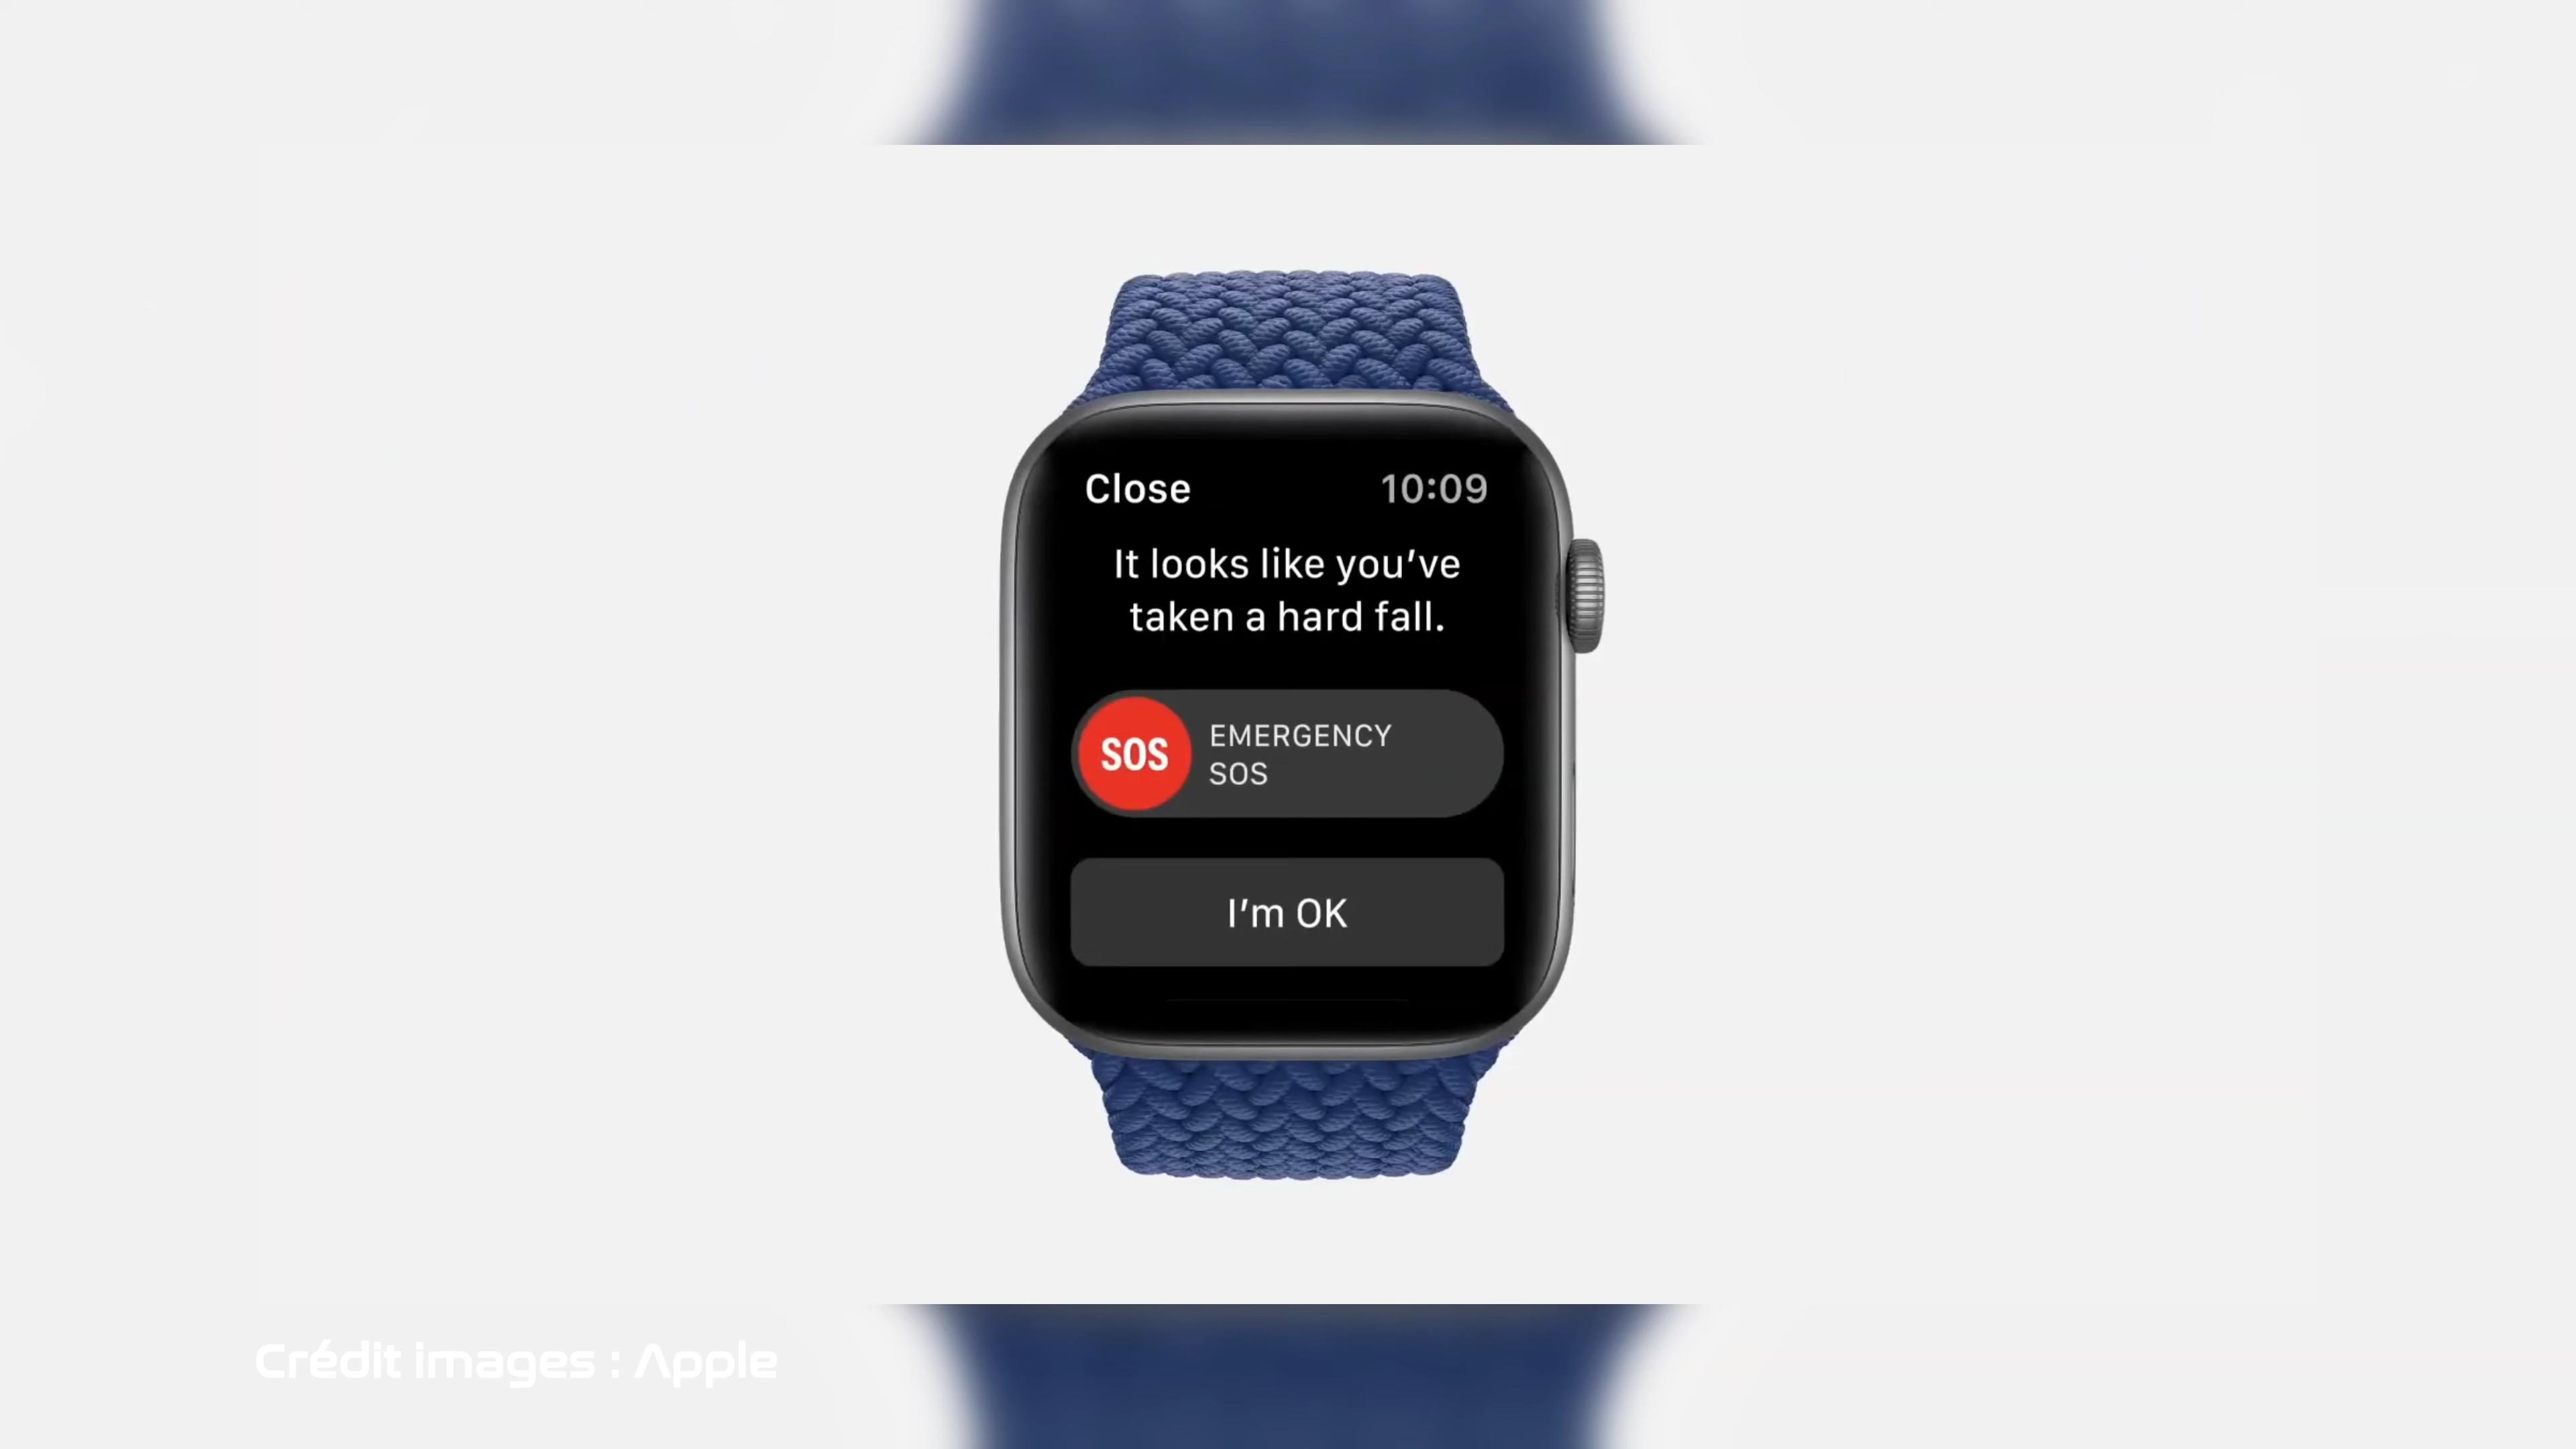 Close
10:09
It looks like you’ve
taken a hard fall.
SOS
EMERGENCY
SOS
I’m OK
Crédit images : Apple